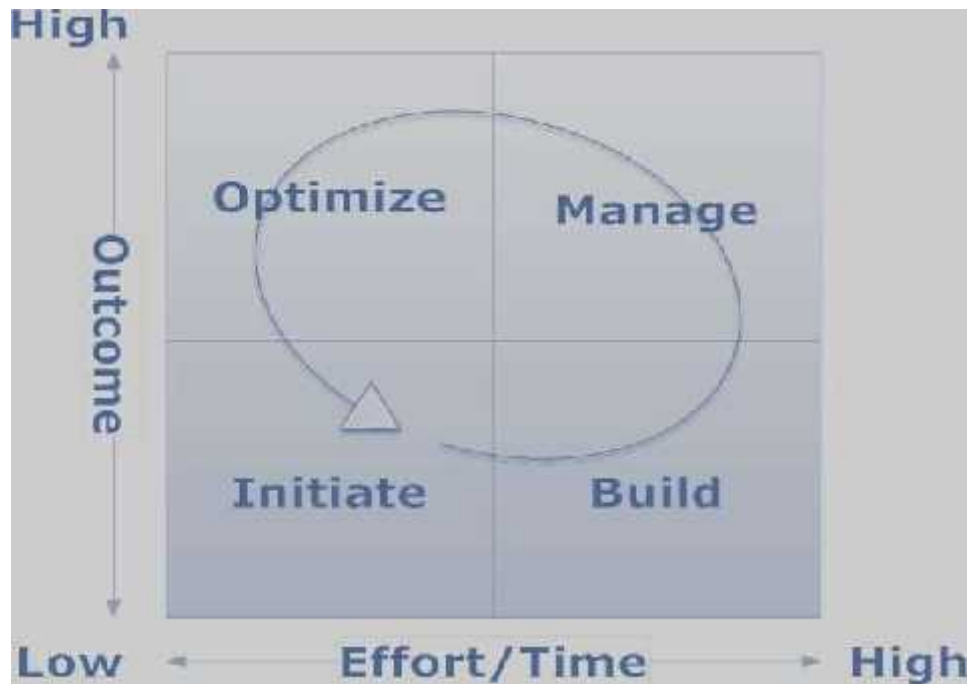 High
Optimize
Manage
Outcome
Initiate
Build
Low
Effort/Time
High